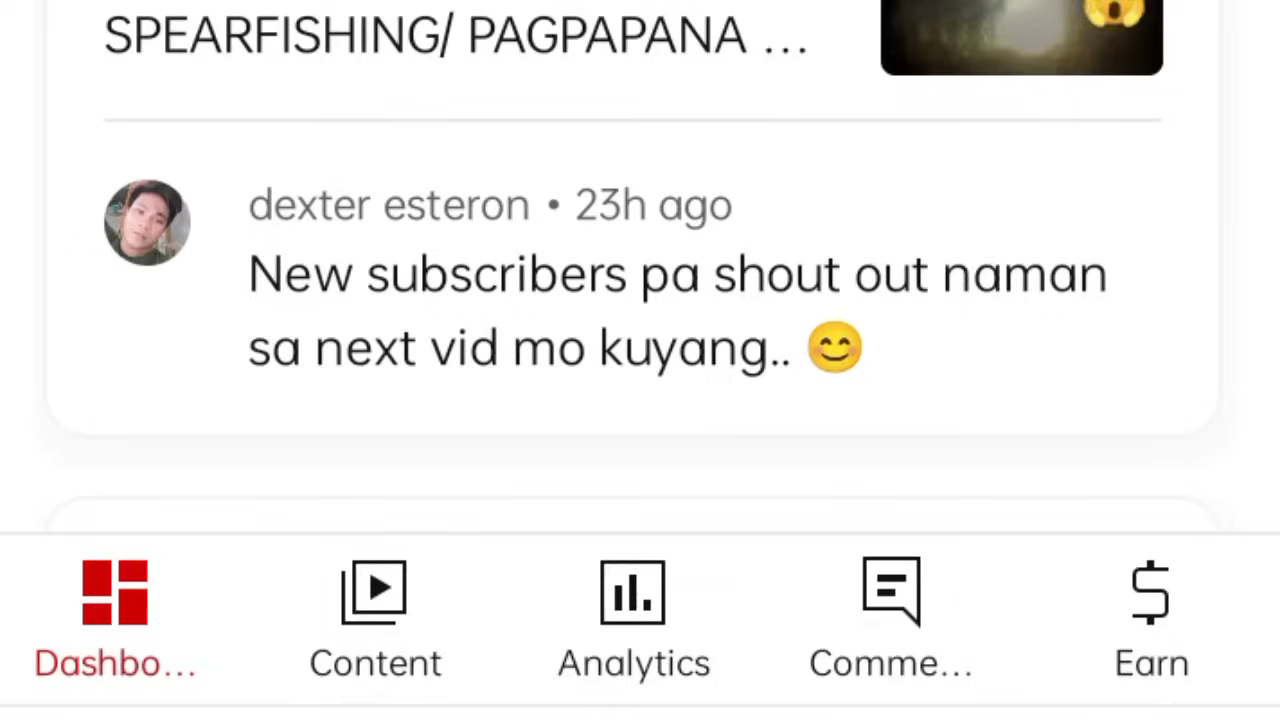 SPEARFISHING/ PAGPAPANA ...
dexter esteron • 23h ago
New subscribers pa shout out naman
sa next vid mo kuyang.. 😊
Dashbo...
Content
Analytics
Comme...
Earn